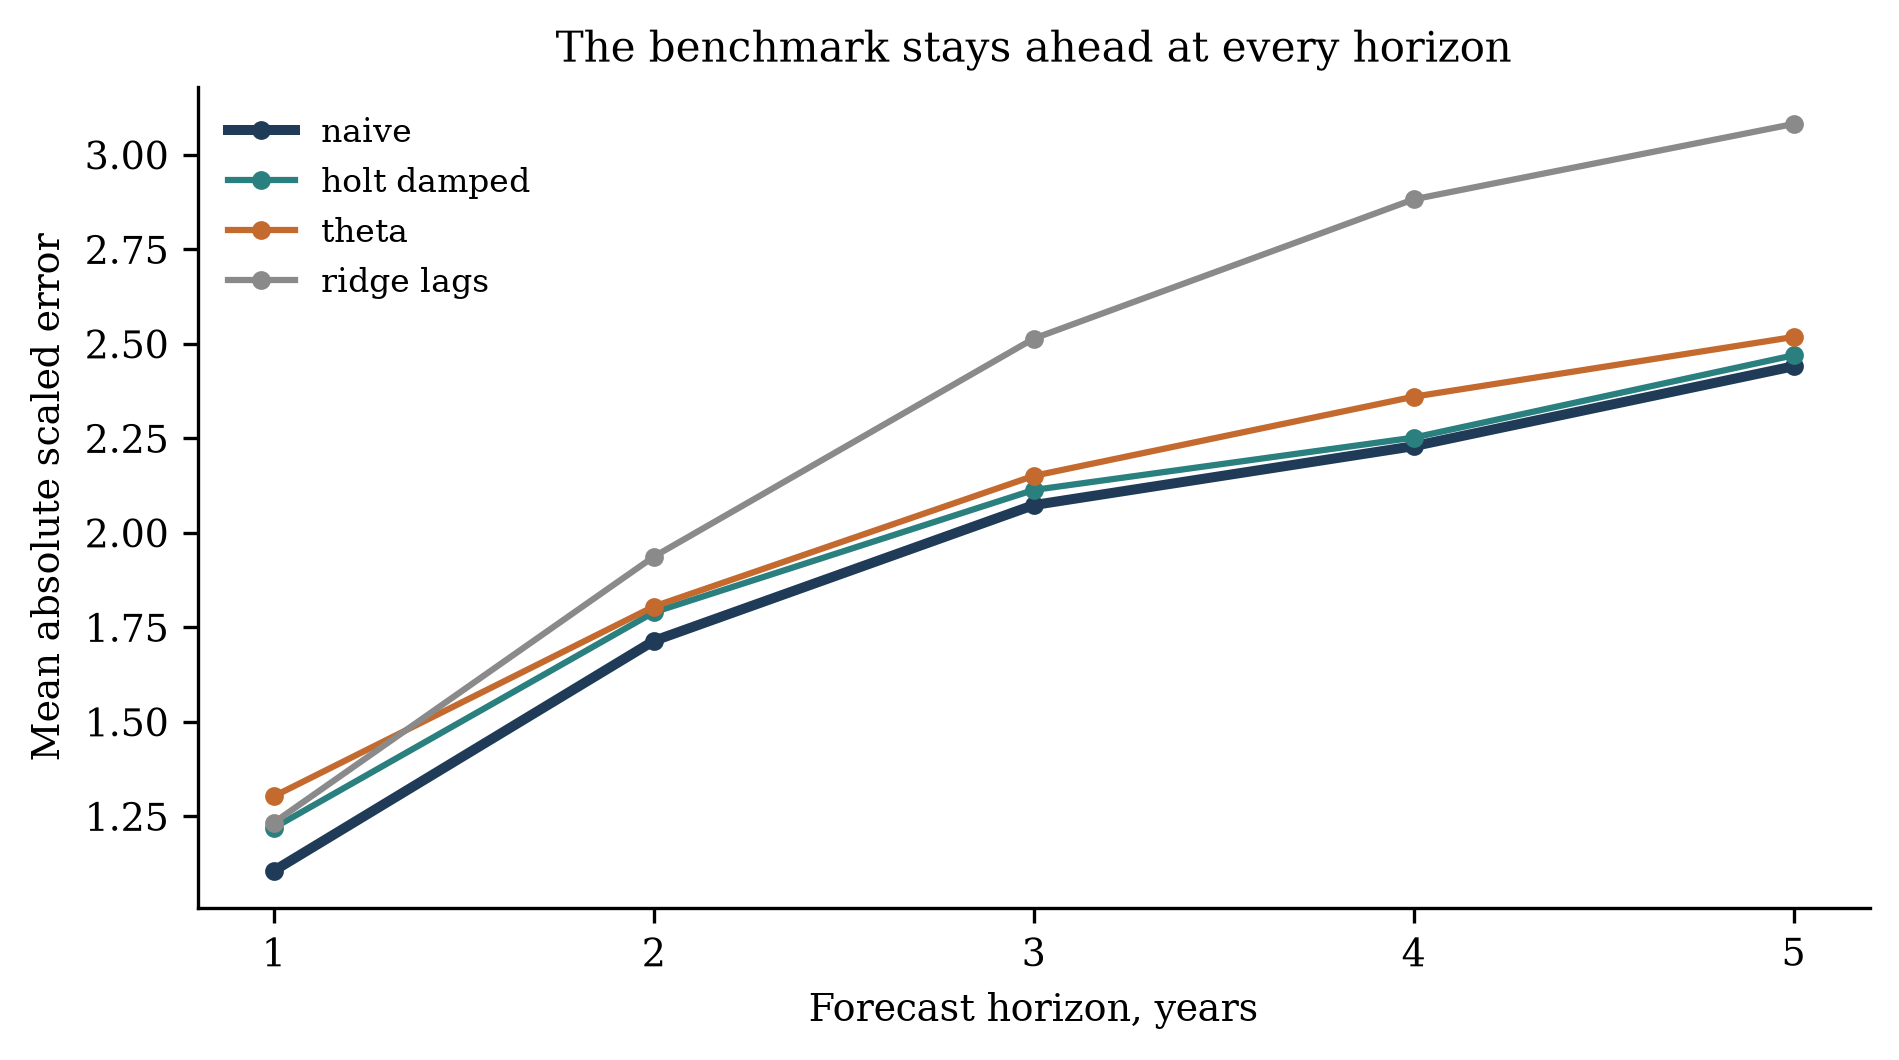 The benchmark stays ahead at every horizon
naive
holt damped
theta
ridge lags
Mean absolute scaled error
3.00
2.75
2.50
2.25
2.00
1.75
1.50
1.25
1 2 3 4 5
Forecast horizon, years